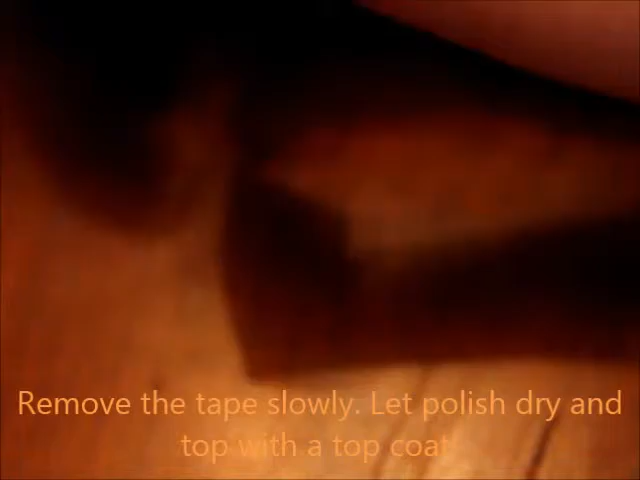 Remove the tape slowly. Let polish dry and
top with a top coat